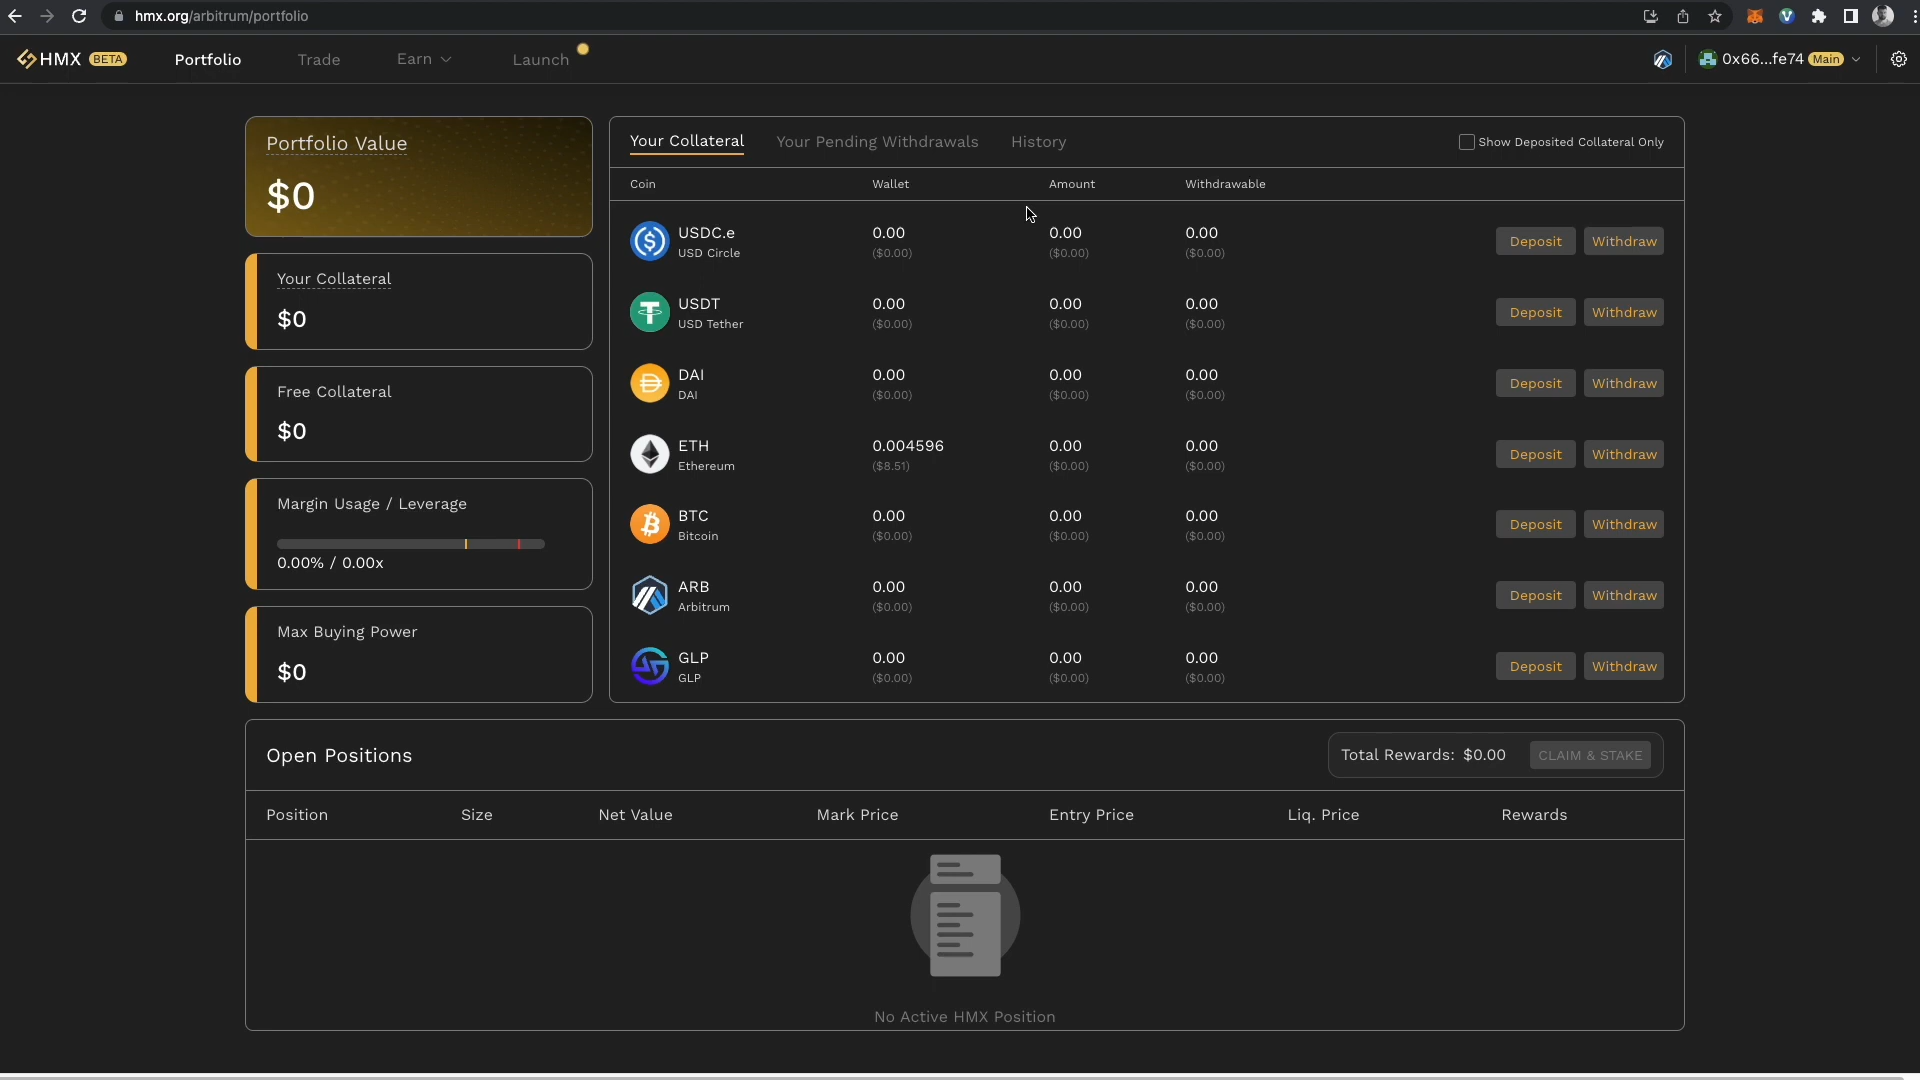 hmx.org/arbitrum/portfolio
HMX BETA Portfolio Trade Earn Launch 0x66...fe74 Main
Portfolio Value
$0
Your Collateral
$0
Free Collateral
$0
Margin Usage / Leverage
0.00% / 0.00x
Max Buying Power
$0
Your Collateral Your Pending Withdrawals History Show Deposited Collateral Only
Coin Wallet Amount Withdrawable
USDC.e 0.00 0.00 0.00
USD Circle ($0.00) ($0.00) ($0.00)
Deposit Withdraw
USDT 0.00 0.00 0.00
USD Tether ($0.00) ($0.00) ($0.00)
Deposit Withdraw
DAI 0.00 0.00 0.00
DAI ($0.00) ($0.00) ($0.00)
Deposit Withdraw
ETH 0.004596 0.00 0.00
Ethereum ($8.51) ($0.00) ($0.00)
Deposit Withdraw
BTC 0.00 0.00 0.00
Bitcoin ($0.00) ($0.00) ($0.00)
Deposit Withdraw
ARB 0.00 0.00 0.00
Arbitrum ($0.00) ($0.00) ($0.00)
Deposit Withdraw
GLP 0.00 0.00 0.00
GLP ($0.00) ($0.00) ($0.00)
Deposit Withdraw
Open Positions Total Rewards: $0.00 CLAIM & STAKE
Position Size Net Value Mark Price Entry Price Liq. Price Rewards
No Active HMX Position